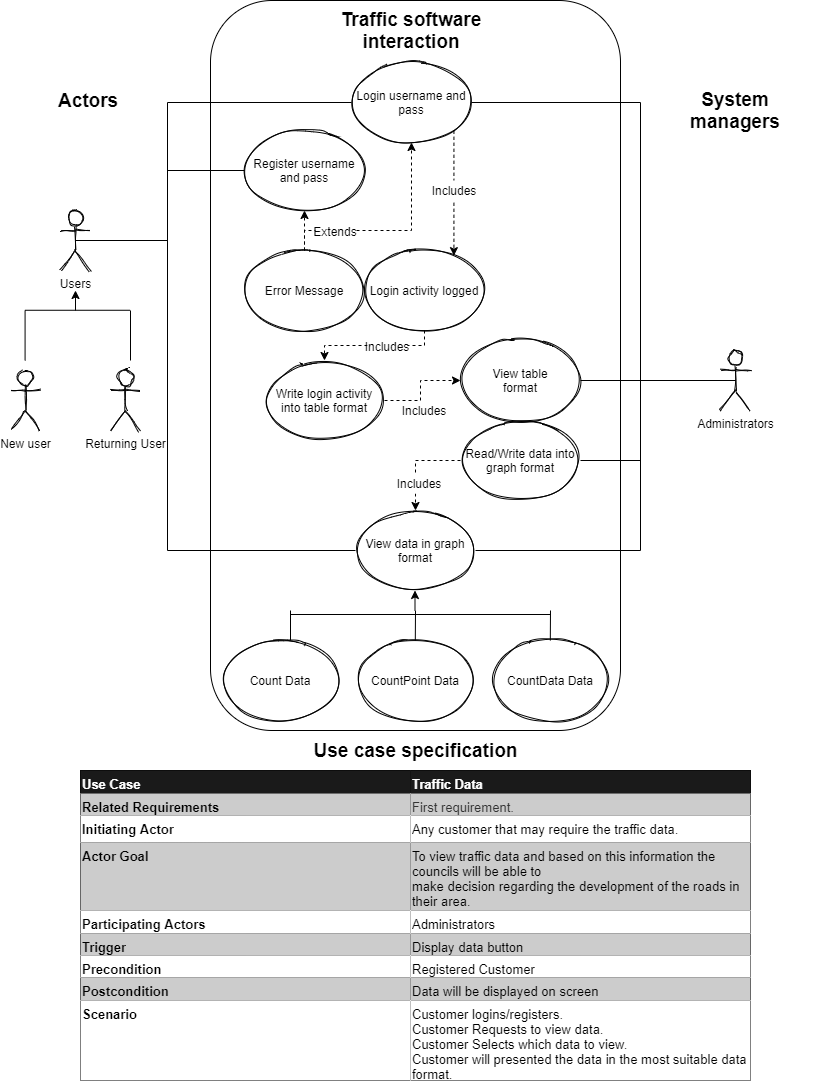 Traffic software
interaction
Actors
System
managers
Login username and
pass
Register username
and pass
Includes
Extends
Users
Error Message
Login activity logged
Includes
View table
format
Write login activity
into table format
Includes
New user
Returning User
Administrators
Read/Write data into
graph format
Includes
View data in graph
format
Count Data
CountPoint Data
CountData Data
Use case specification
Use Case
Traffic Data
Related Requirements
First requirement.
Initiating Actor
Any customer that may require the traffic data.
Actor Goal
To view traffic data and based on this information the
councils will be able to
make decision regarding the development of the roads in
their area.
Participating Actors
Administrators
Trigger
Display data button
Precondition
Registered Customer
Postcondition
Data will be displayed on screen
Scenario
Customer logins/registers.
Customer Requests to view data.
Customer Selects which data to view.
Customer will presented the data in the most suitable data
format.